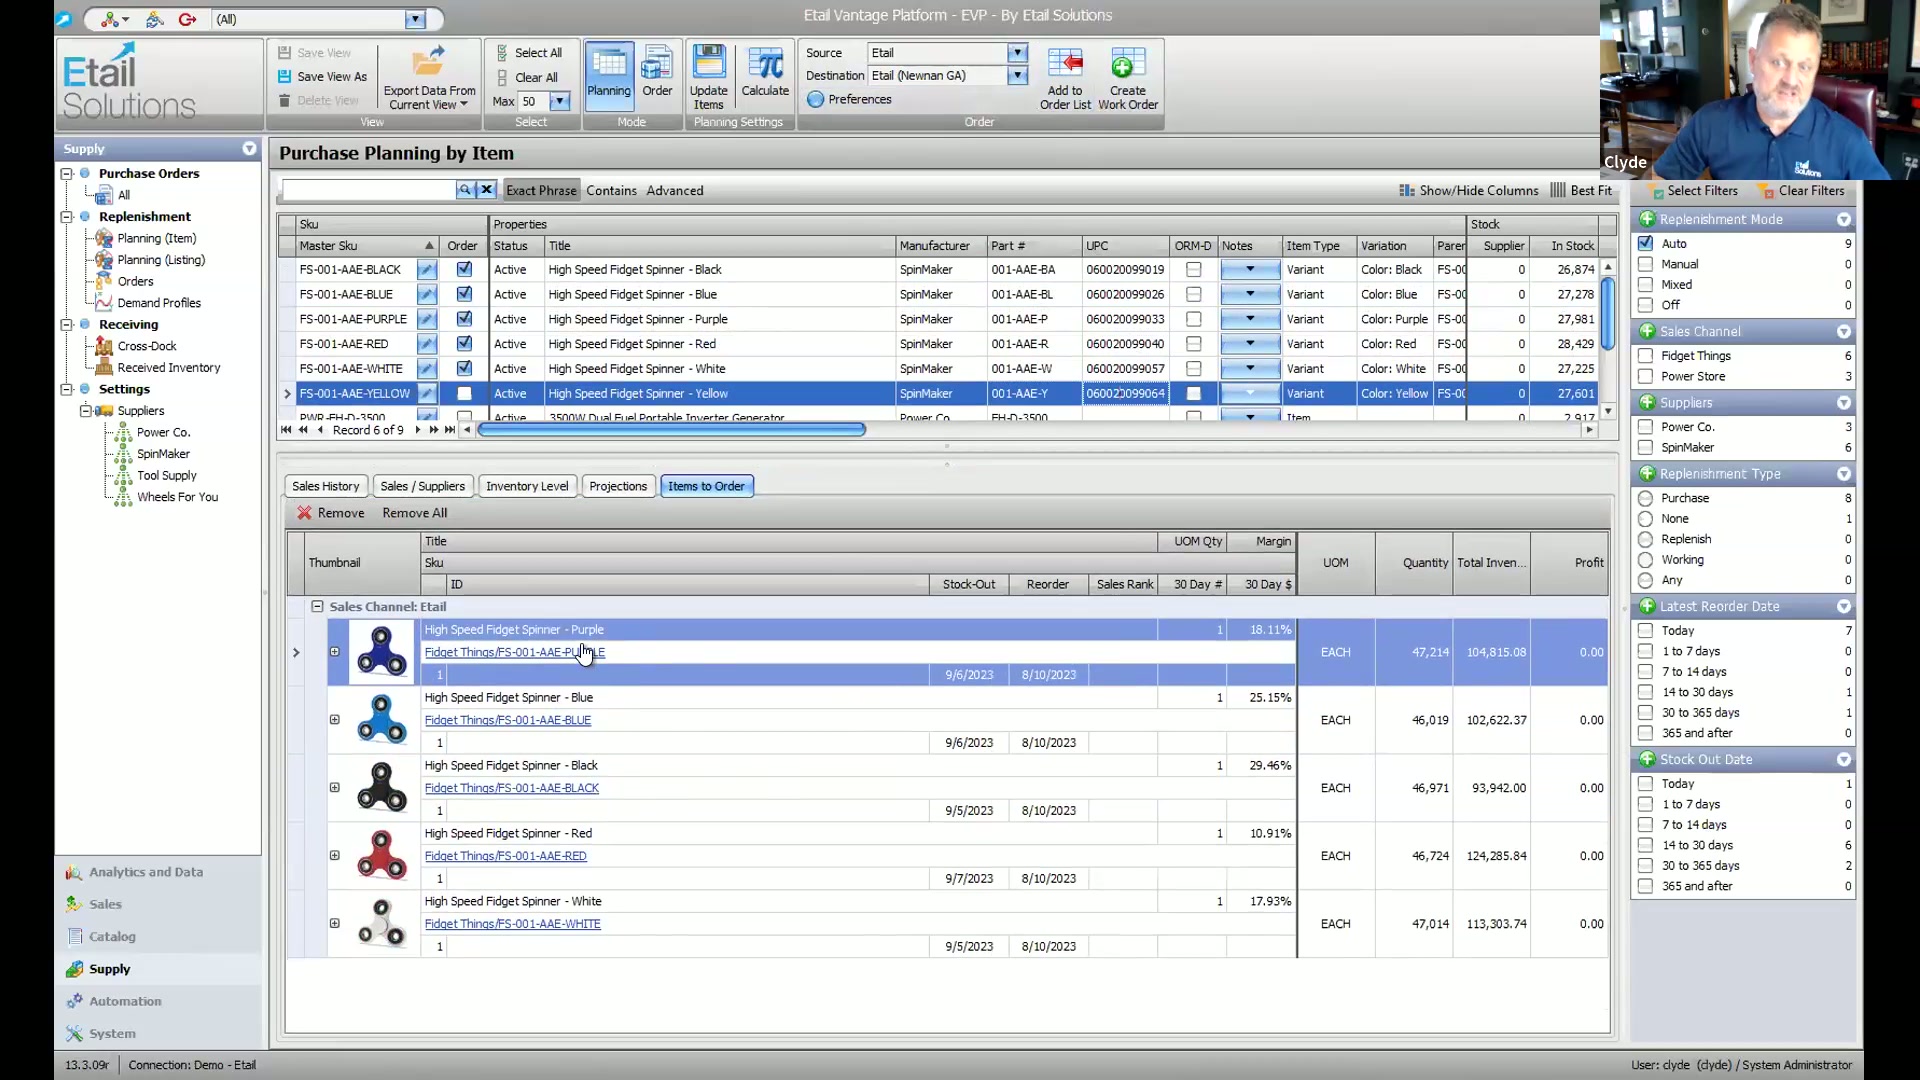 (All)
Etail Vantage Platform - EVP - By Etail Solutions
Etail
Solutions
Save View
Save View As
Delete View
Export Data From
Current View
View
Select All
Clear All
Max 50
Select
Planning
Order
Mode
Update
Items
Calculate
Planning Settings
Source Etail
Destination Etail (Newnan GA)
Preferences
Add to
Order List
Create
Work Order
Order
Clyde
Etail
Solutions
Supply
Purchase Orders
All
Replenishment
Planning (Item)
Planning (Listing)
Orders
Demand Profiles
Receiving
Cross-Dock
Received Inventory
Settings
Suppliers
Power Co.
SpinMaker
Tool Supply
Wheels For You
Analytics and Data
Sales
Catalog
Supply
Automation
System
Purchase Planning by Item
Exact Phrase Contains Advanced
Show/Hide Columns Best Fit
Sku Properties Stock
Master Sku Order Status Title Manufacturer Part # UPC ORM-D Notes Item Type Variation Paren Supplier In Stock
FS-001-AAE-BLACK Active High Speed Fidget Spinner - Black SpinMaker 001-AAE-BA 060020099019 Variant Color: Black FS-00 0 26,874
FS-001-AAE-BLUE Active High Speed Fidget Spinner - Blue SpinMaker 001-AAE-BL 060020099026 Variant Color: Blue FS-00 0 27,278
FS-001-AAE-PURPLE Active High Speed Fidget Spinner - Purple SpinMaker 001-AAE-P 060020099033 Variant Color: Purple FS-00 0 27,981
FS-001-AAE-RED Active High Speed Fidget Spinner - Red SpinMaker 001-AAE-R 060020099040 Variant Color: Red FS-00 0 28,429
FS-001-AAE-WHITE Active High Speed Fidget Spinner - White SpinMaker 001-AAE-W 060020099057 Variant Color: White FS-00 0 27,225
FS-001-AAE-YELLOW Active High Speed Fidget Spinner - Yellow SpinMaker 001-AAE-Y 060020099064 Variant Color: Yellow FS-00 0 27,601
PWR-FH-D-3500 Active 3500W Dual Fuel Portable Inverter Generator Power Co. FH-D-3500 Item 2,917
Record 6 of 9
Sales History Sales / Suppliers Inventory Level Projections Items to Order
Remove Remove All
Thumbnail
Title UOM Qty Margin
Sku
ID Stock-Out Reorder Sales Rank 30 Day # 30 Day $
UOM Quantity Total Inven... Profit
Sales Channel: Etail
High Speed Fidget Spinner - Purple 1 18.11%
Fidget Things/FS-001-AAE-PURPLE EACH 47,214 104,815.08 0.00
1 9/6/2023 8/10/2023
High Speed Fidget Spinner - Blue 1 25.15%
Fidget Things/FS-001-AAE-BLUE EACH 46,019 102,622.37 0.00
1 9/6/2023 8/10/2023
High Speed Fidget Spinner - Black 1 29.46%
Fidget Things/FS-001-AAE-BLACK EACH 46,971 93,942.00 0.00
1 9/5/2023 8/10/2023
High Speed Fidget Spinner - Red 1 10.91%
Fidget Things/FS-001-AAE-RED EACH 46,724 124,285.84 0.00
1 9/7/2023 8/10/2023
High Speed Fidget Spinner - White 1 17.93%
Fidget Things/FS-001-AAE-WHITE EACH 47,014 113,303.74 0.00
1 9/5/2023 8/10/2023
Select Filters Clear Filters
Replenishment Mode
Auto 9
Manual 0
Mixed 0
Off 0
Sales Channel
Fidget Things 6
Power Store 3
Suppliers
Power Co. 3
SpinMaker 6
Replenishment Type
Purchase 8
None 1
Replenish 0
Working 0
Any 0
Latest Reorder Date
Today 7
1 to 7 days 0
7 to 14 days 0
14 to 30 days 1
30 to 365 days 1
365 and after 0
Stock Out Date
Today 1
1 to 7 days 0
7 to 14 days 0
14 to 30 days 6
30 to 365 days 2
365 and after 0
13.3.09r Connection: Demo - Etail
User: clyde (clyde) / System Administrator